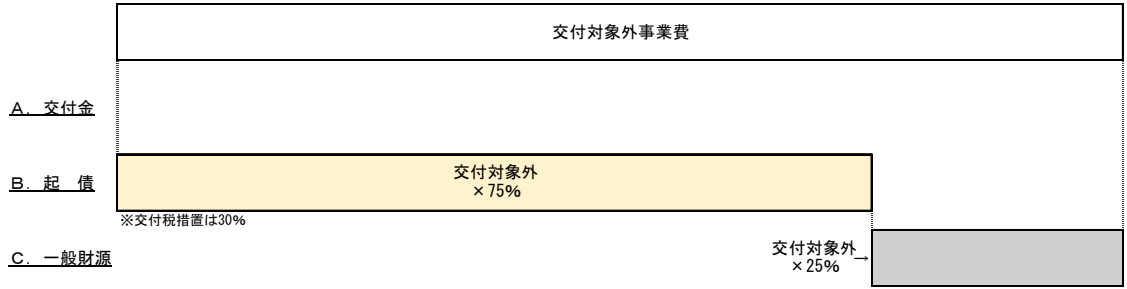 交付対象外事業費
A．交付金
交付対象外
×75%
B．起　債
※交付税措置は30%
交付対象外→
×25%
C．一般財源